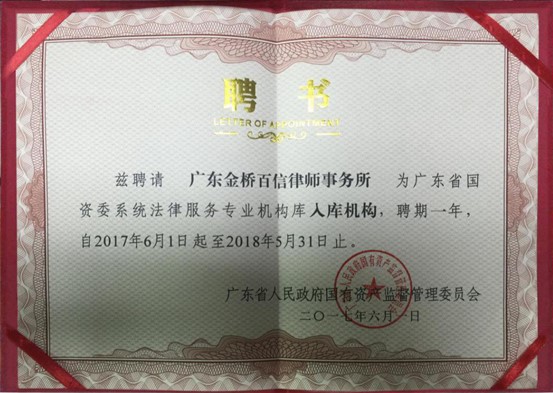 聘书
LETTER OF APPOINTMENT
兹聘请 广东金桥百信律师事务所 为广东省国
资委系统法律服务专业机构库入库机构，聘期一年，
自2017年6月1日起至2018年5月31日止。
广东省人民政府国有资产监督管理委员会
二〇一七年六月一日